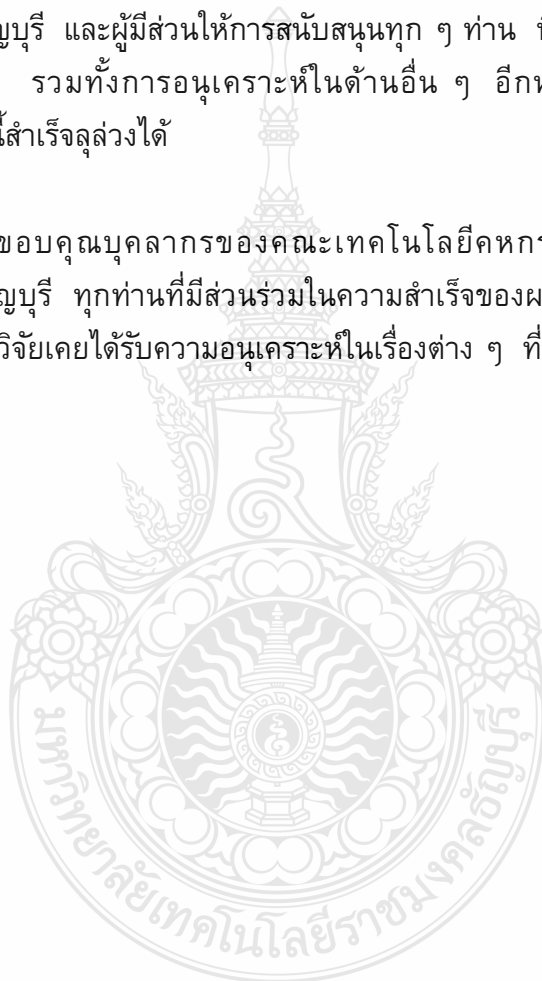 ญบุรี และผู้มีส่วนให้การสนับสนุนทุก ๆ ท่าน
รวมทั้งการอนุเคราะห์ในด้านอื่น ๆ อีก
นี้สำเร็จลุล่วงได้
ขอบคุณบุคลากรของคณะเทคโนโลยีคหกร
ญบุรี ทุกท่านที่มีส่วนร่วมในความสำเร็จของผ
วิจัยเคยได้รับความอนุเคราะห์ในเรื่องต่าง ๆ ที่
มหาวิทยาลัยเทคโนโลยีราชมงคลธัญบุรี